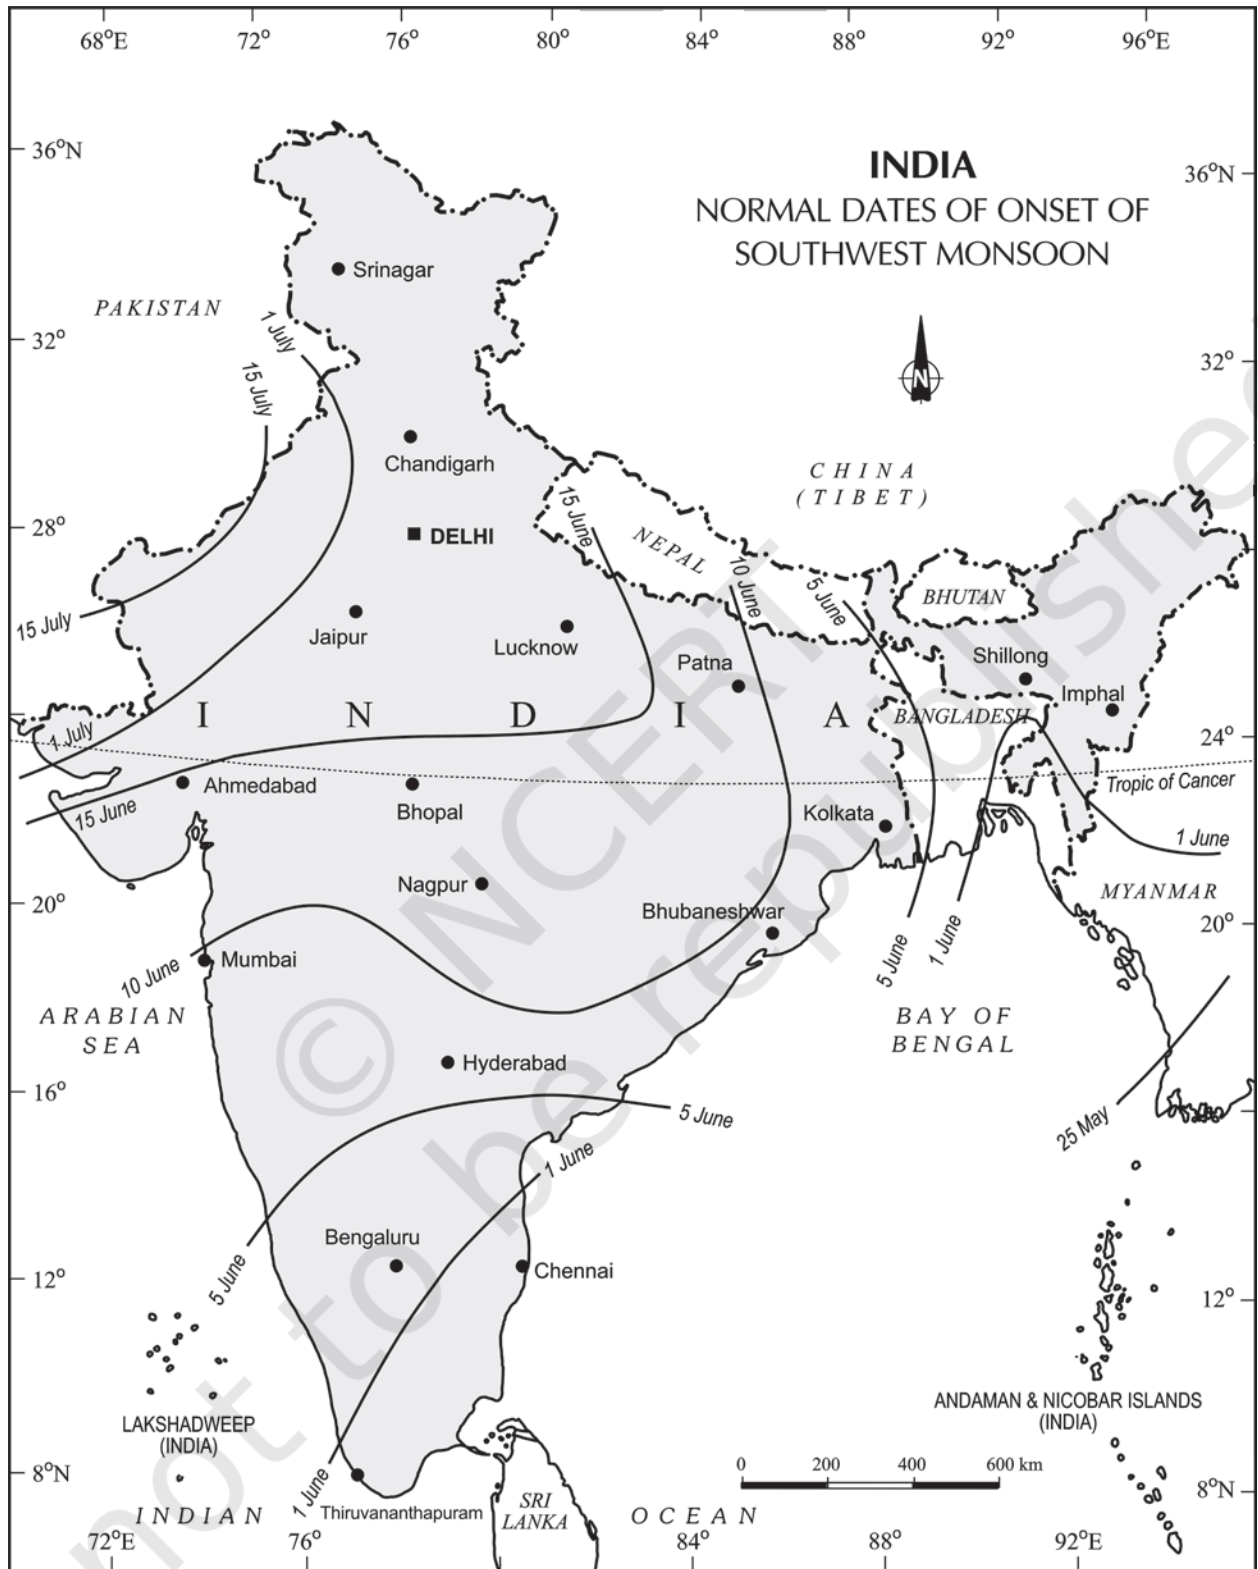 68°E 72° 76° 80° 84° 88° 92° 96°E
36°N
INDIA
NORMAL DATES OF ONSET OF
SOUTHWEST MONSOON
36°N
Srinagar
PAKISTAN
1 July
32°
15 July
32°
N
Chandigarh
CHINA
(TIBET)
15 June
28°
DELHI
NEPAL
10 June
5 June
BHUTAN
15 July
Jaipur
Lucknow
Patna
Shillong
Imphal
I N D I A
BANGLADESH
1 July
24°
Ahmedabad
Bhopal
Tropic of Cancer
15 June
Kolkata
1 June
Nagpur
MYANMAR
20°
Bhubaneshwar
20°
10 June
Mumbai
5 June
1 June
ARABIAN
SEA
BAY OF
BENGAL
Hyderabad
16°
5 June
25 May
1 June
Bengaluru
5 June
12°
Chennai
12°
ANDAMAN & NICOBAR ISLANDS
(INDIA)
LAKSHADWEEP
(INDIA)
0 200 400 600 km
8°N
1 June
8°N
Thiruvananthapuram
SRI
LANKA
INDIAN OCEAN
72°E 76° 84° 88° 92°E
© NCERT
not to be republished